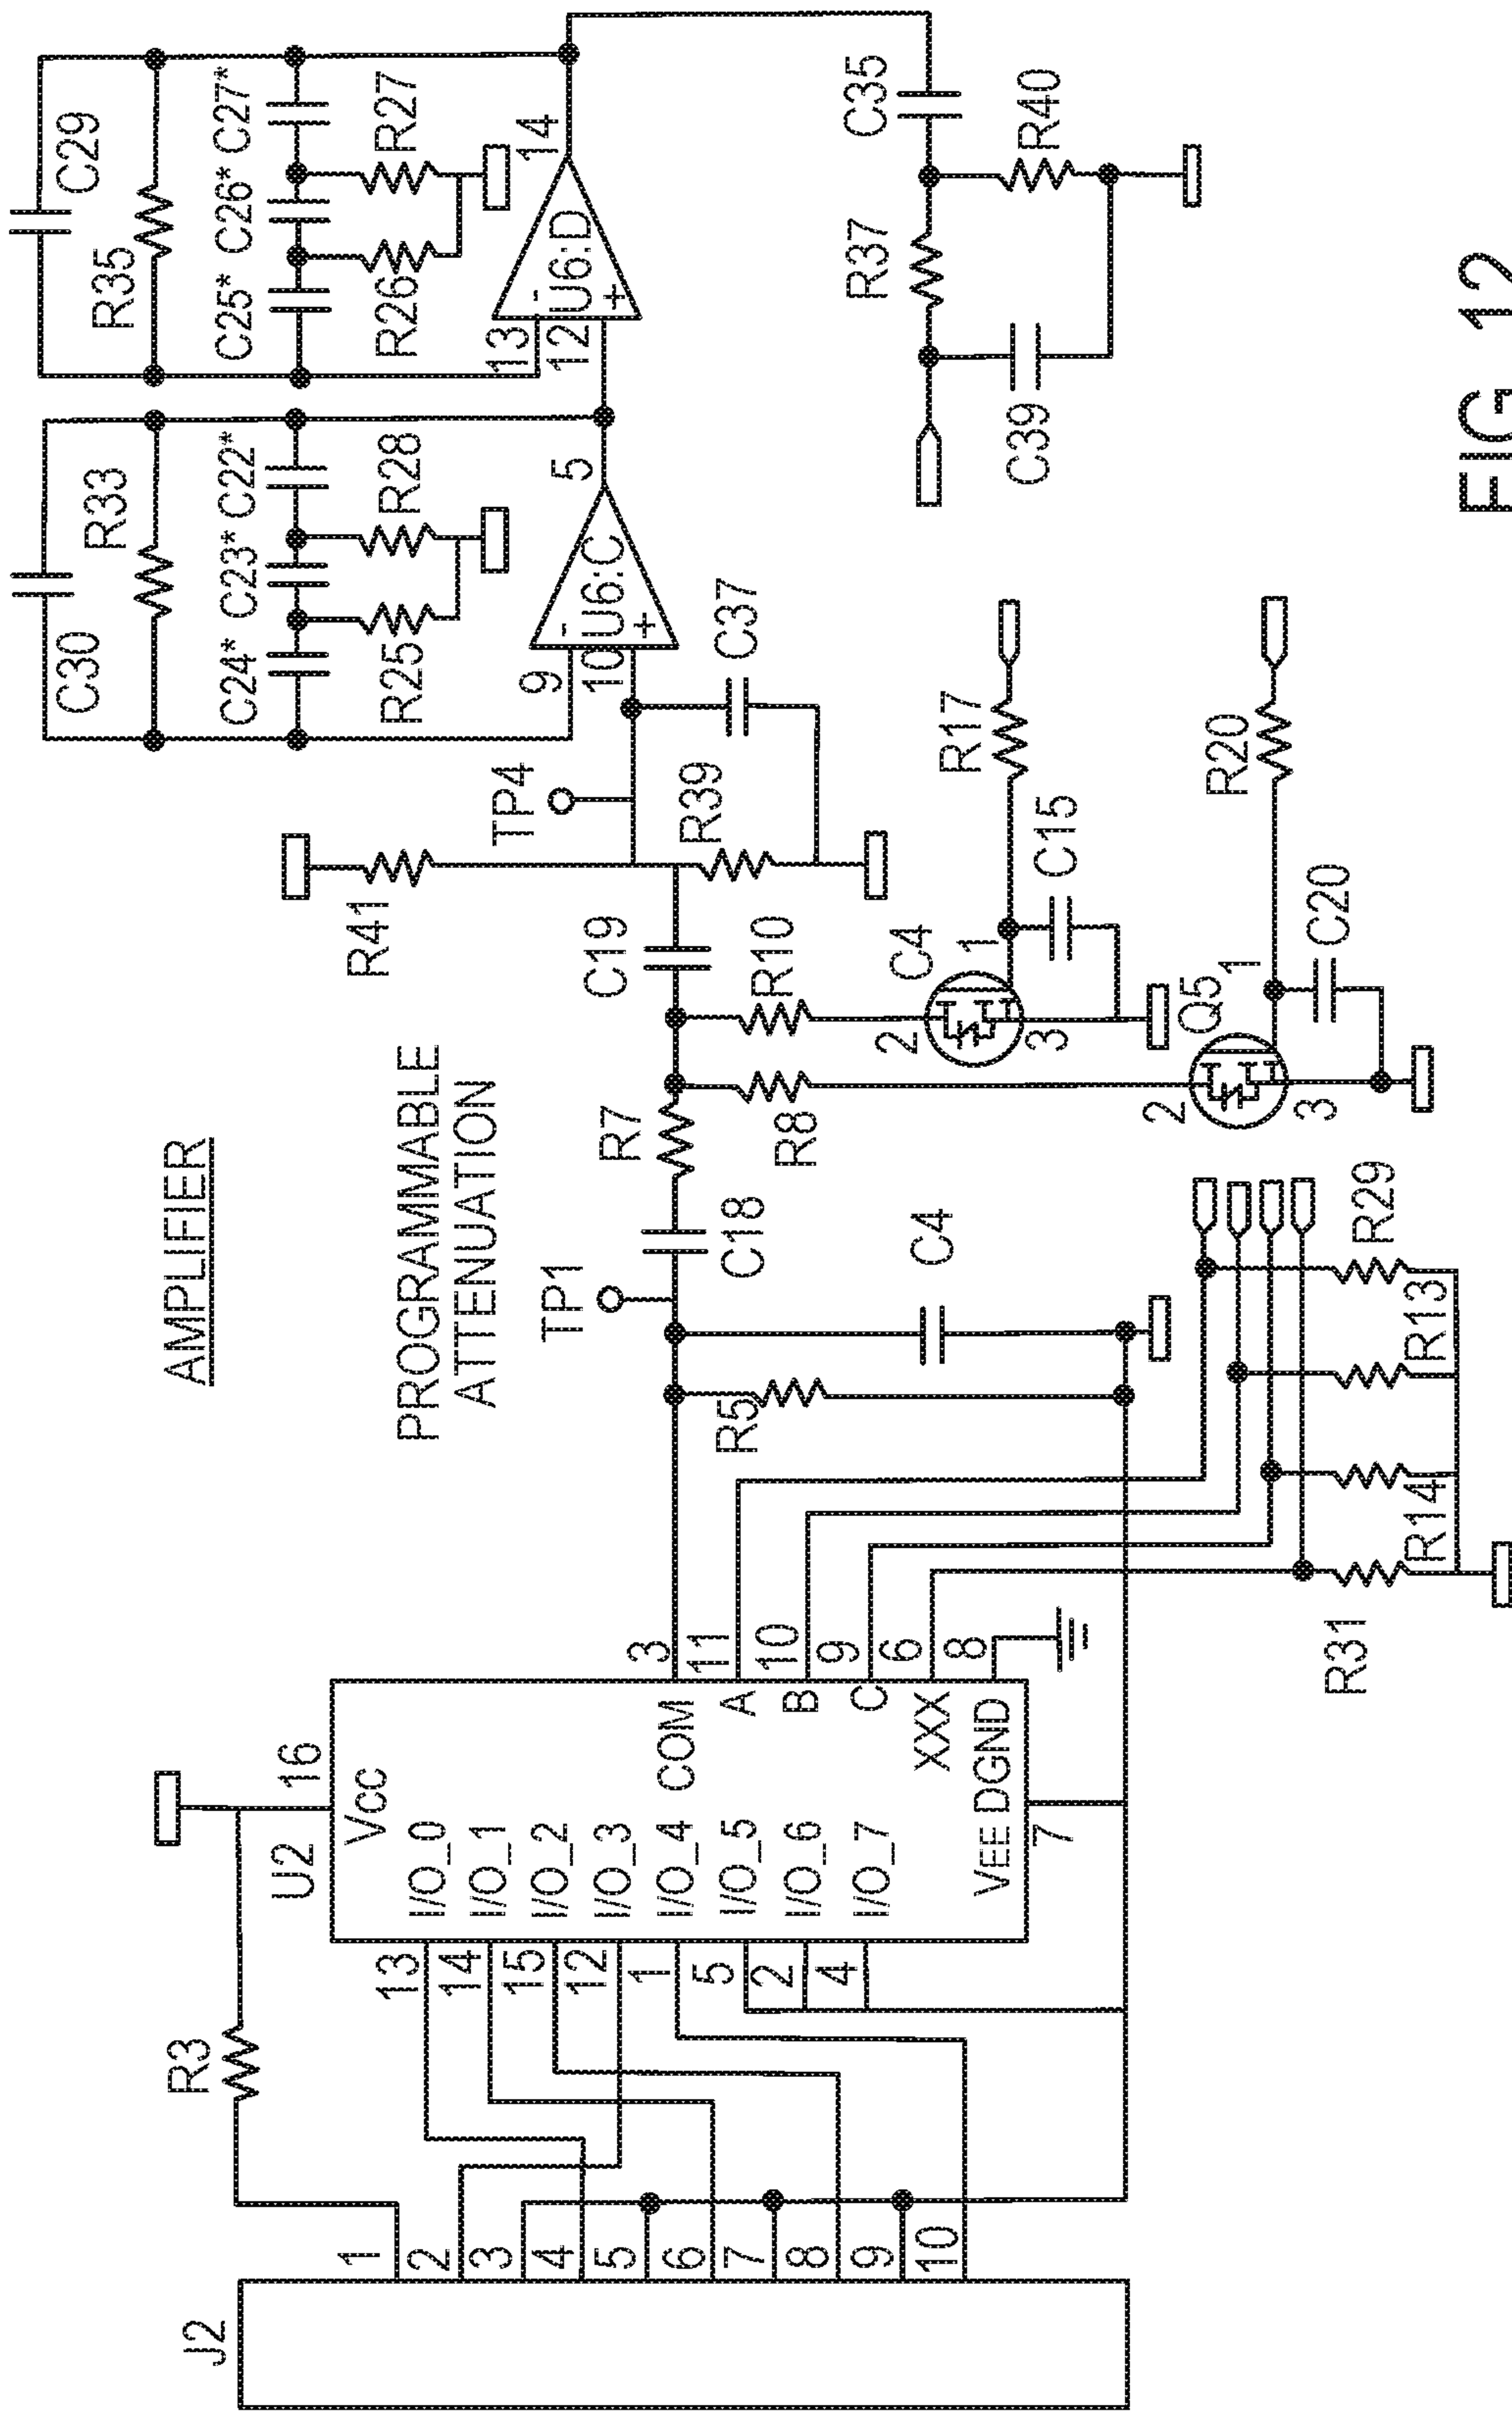 AMPLIFIER
PROGRAMMABLE
ATTENUATION
J2
1
2
3
4
5
6
7
8
9
10
R3
U2
16
Vcc
I/O_0
I/O_1
I/O_2
I/O_3
I/O_4
I/O_5
I/O_6
I/O_7
13
14
15
12
1
5
2
4
COM
A
B
C
XXX
VEE DGND
3
11
10
9
6
8
7
R5
TP1
C18
C4
R7
R8
R10
C19
R31
R14
R13
R29
C4
1
2
3
C15
R17
Q5
1
2
3
C20
R20
R41
TP4
R39
C37
C30
R33
C24* C23* C22*
R25
R28
9
10
-
U6:C
+
5
C29
R35
C25* C26* C27*
R26
R27
13
12
-
U6:D
+
14
C35
R37
R40
C39
FIG. 12